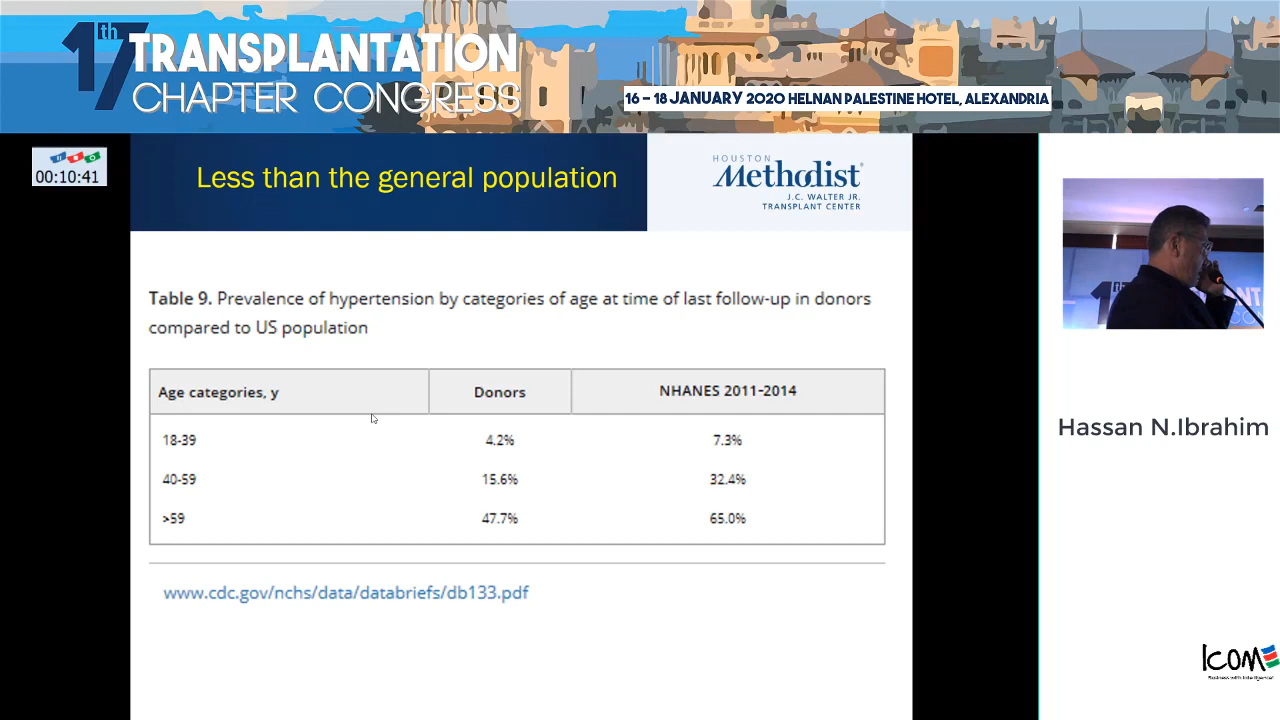 17th TRANSPLANTATION
CHAPTER CONGRESS
16 – 18 JANUARY 2020 HELNAN PALESTINE HOTEL, ALEXANDRIA
00:10:41
Less than the general population
HOUSTON
Methodist®
J.C. WALTER JR.
TRANSPLANT CENTER
Table 9. Prevalence of hypertension by categories of age at time of last follow-up in donors
compared to US population
Age categories, y Donors NHANES 2011-2014
18-39 4.2% 7.3%
40-59 15.6% 32.4%
>59 47.7% 65.0%
www.cdc.gov/nchs/data/databriefs/db133.pdf
Hassan N.Ibrahim
ICOM
Business with Intelligence